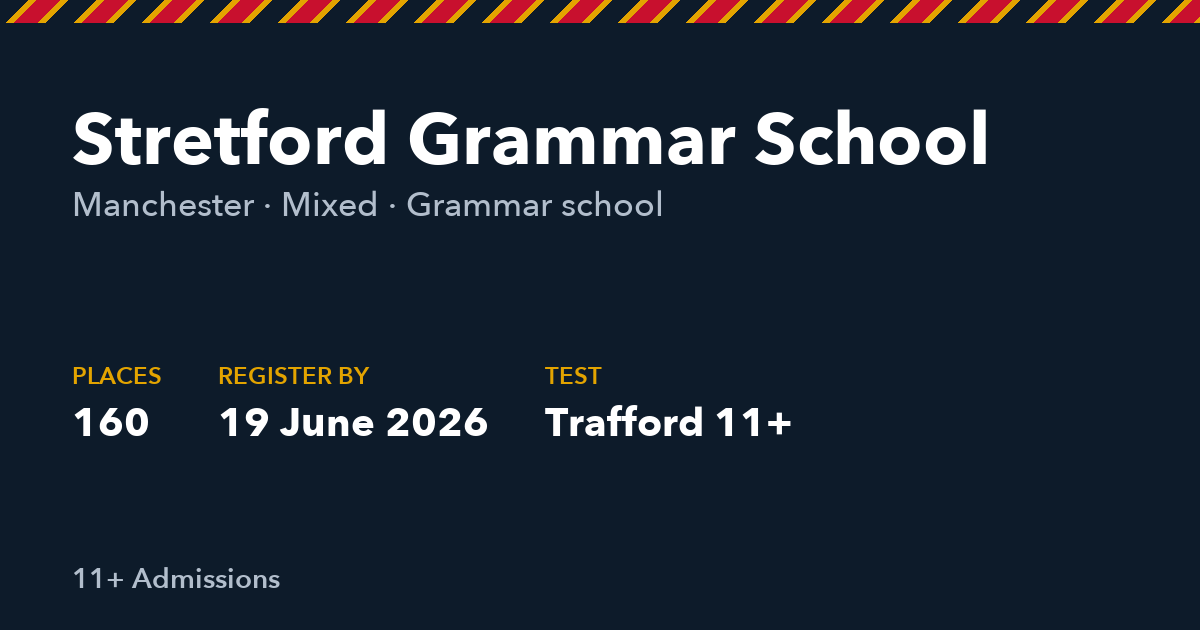 Stretford Grammar School
Manchester · Mixed · Grammar school
PLACES REGISTER BY TEST
160 19 June 2026 Trafford 11+
11+ Admissions